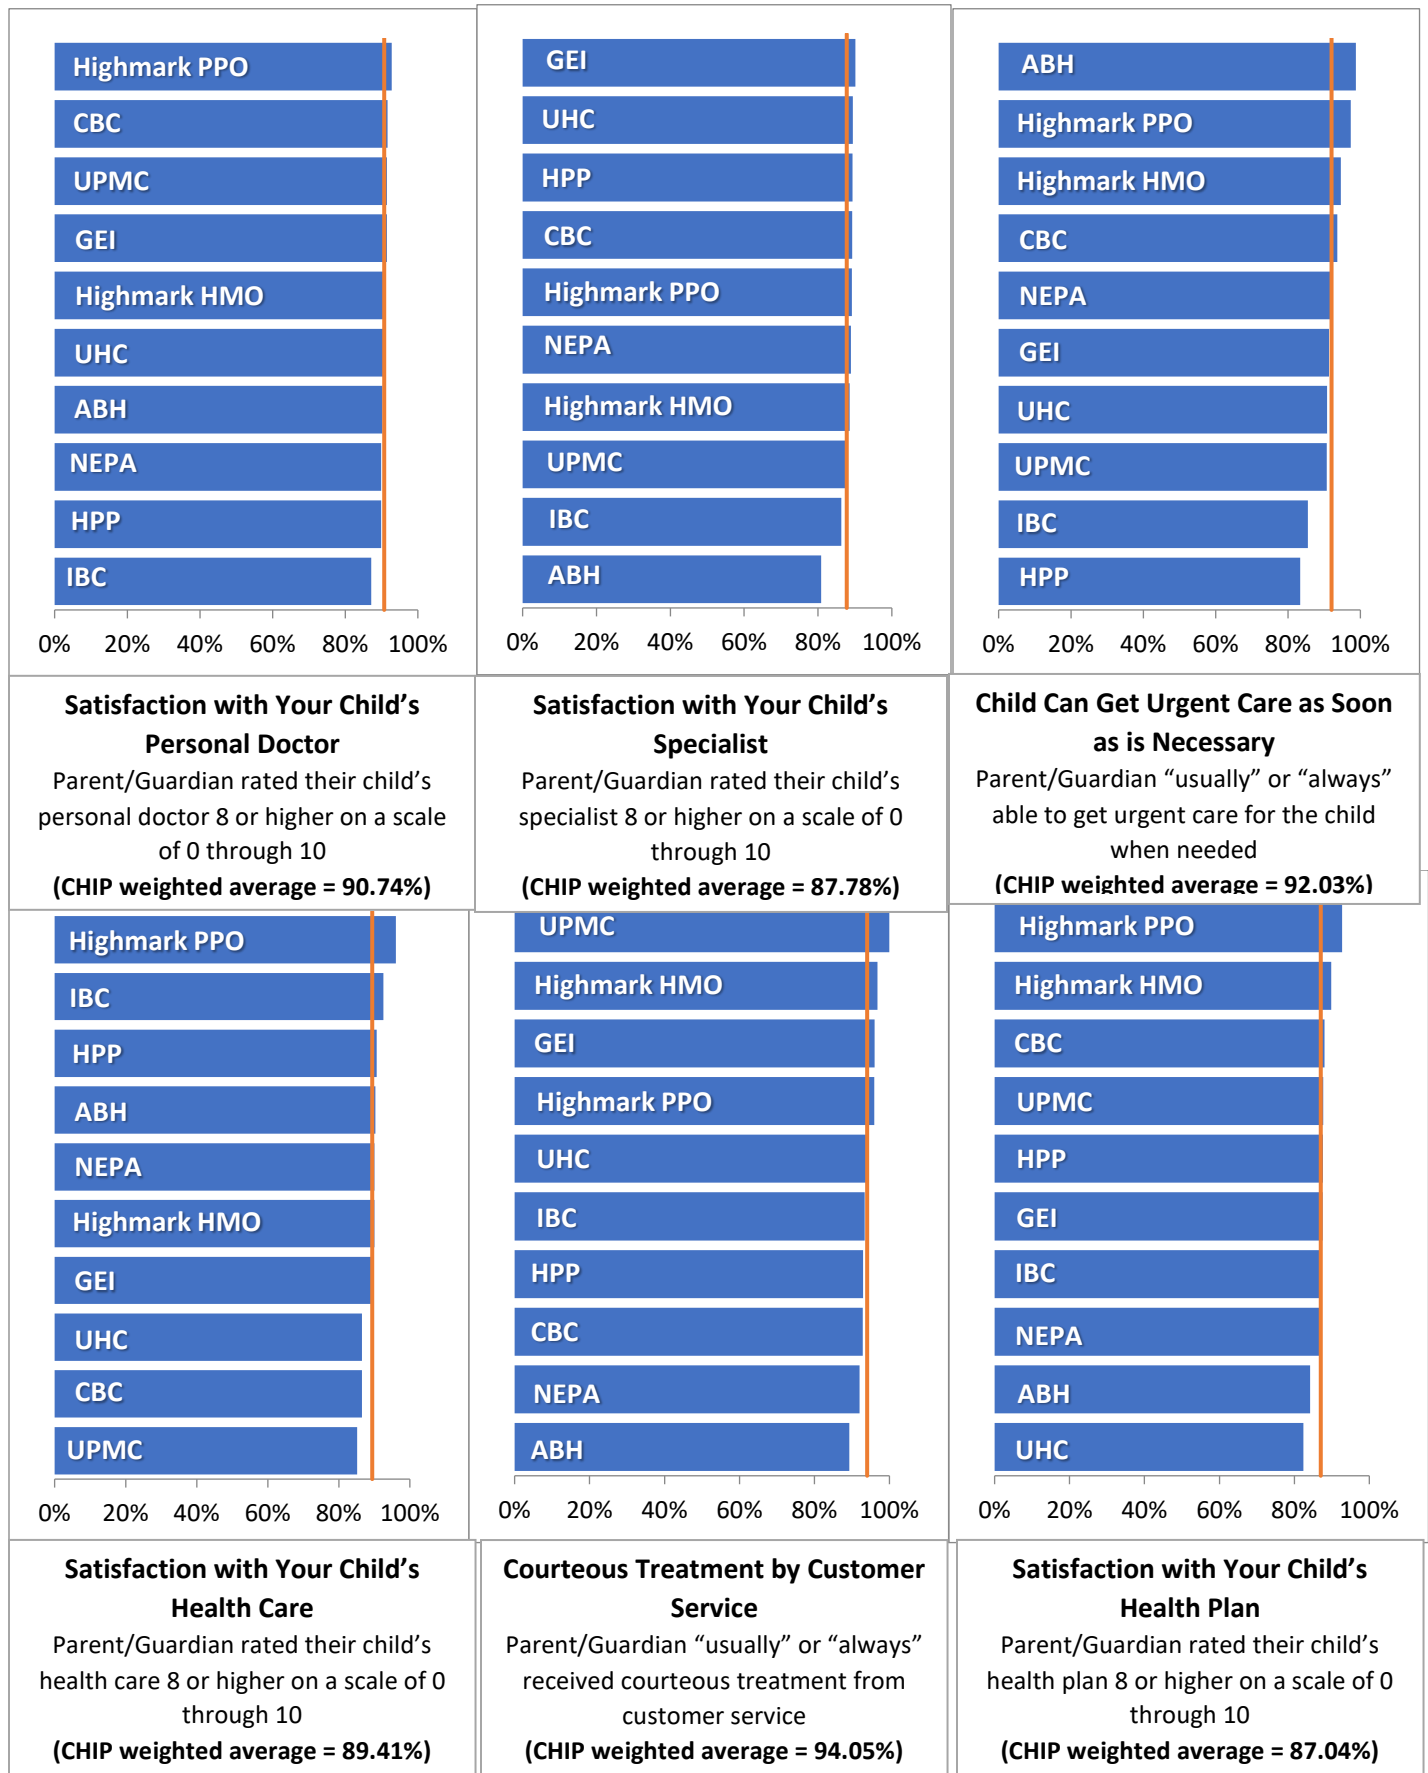 Highmark PPO
CBC
UPMC
GEI
Highmark HMO
UHC
ABH
NEPA
HPP
IBC
0% 20% 40% 60% 80% 100%
Satisfaction with Your Child’s
Personal Doctor
Parent/Guardian rated their child’s
personal doctor 8 or higher on a scale
of 0 through 10
(CHIP weighted average = 90.74%)
GEI
UHC
HPP
CBC
Highmark PPO
NEPA
Highmark HMO
UPMC
IBC
ABH
0% 20% 40% 60% 80% 100%
Satisfaction with Your Child’s
Specialist
Parent/Guardian rated their child’s
specialist 8 or higher on a scale of 0
through 10
(CHIP weighted average = 87.78%)
ABH
Highmark PPO
Highmark HMO
CBC
NEPA
GEI
UHC
UPMC
IBC
HPP
0% 20% 40% 60% 80% 100%
Child Can Get Urgent Care as Soon
as is Necessary
Parent/Guardian “usually” or “always”
able to get urgent care for the child
when needed
(CHIP weighted average = 92.03%)
Highmark PPO
IBC
HPP
ABH
NEPA
Highmark HMO
GEI
UHC
CBC
UPMC
0% 20% 40% 60% 80% 100%
Satisfaction with Your Child’s
Health Care
Parent/Guardian rated their child’s
health care 8 or higher on a scale of 0
through 10
(CHIP weighted average = 89.41%)
UPMC
Highmark HMO
GEI
Highmark PPO
UHC
IBC
HPP
CBC
NEPA
ABH
0% 20% 40% 60% 80% 100%
Courteous Treatment by Customer
Service
Parent/Guardian “usually” or “always”
received courteous treatment from
customer service
(CHIP weighted average = 94.05%)
Highmark PPO
Highmark HMO
CBC
UPMC
HPP
GEI
IBC
NEPA
ABH
UHC
0% 20% 40% 60% 80% 100%
Satisfaction with Your Child’s
Health Plan
Parent/Guardian rated their child’s
health plan 8 or higher on a scale of 0
through 10
(CHIP weighted average = 87.04%)